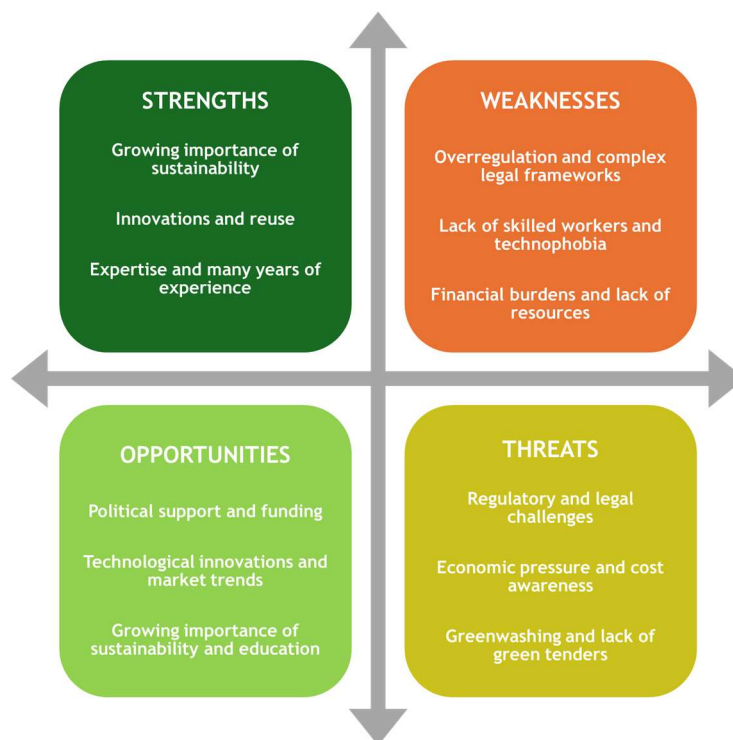 STRENGTHS
Growing importance of
sustainability
Innovations and reuse
Expertise and many years of
experience
WEAKNESSES
Overregulation and complex
legal frameworks
Lack of skilled workers and
technophobia
Financial burdens and lack of
resources
OPPORTUNITIES
Political support and funding
Technological innovations and
market trends
Growing importance of
sustainability and education
THREATS
Regulatory and legal
challenges
Economic pressure and cost
awareness
Greenwashing and lack of
green tenders